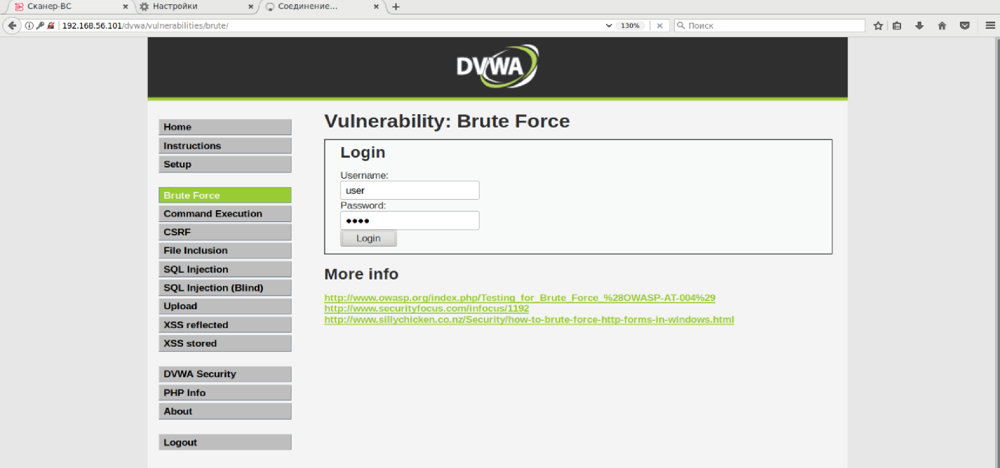 Сканер-ВС
Настройки
Соединение...
192.168.56.101/dvwa/vulnerabilities/brute/
130%
Поиск
DVWA
Home
Instructions
Setup
Brute Force
Command Execution
CSRF
File Inclusion
SQL Injection
SQL Injection (Blind)
Upload
XSS reflected
XSS stored
DVWA Security
PHP Info
About
Logout
Vulnerability: Brute Force
Login
Username:
user
Password:
••••
Login
More info
http://www.owasp.org/index.php/Testing_for_Brute_Force_%28OWASP-AT-004%29
http://www.securityfocus.com/infocus/1192
http://www.sillychicken.co.nz/Security/how-to-brute-force-http-forms-in-windows.html